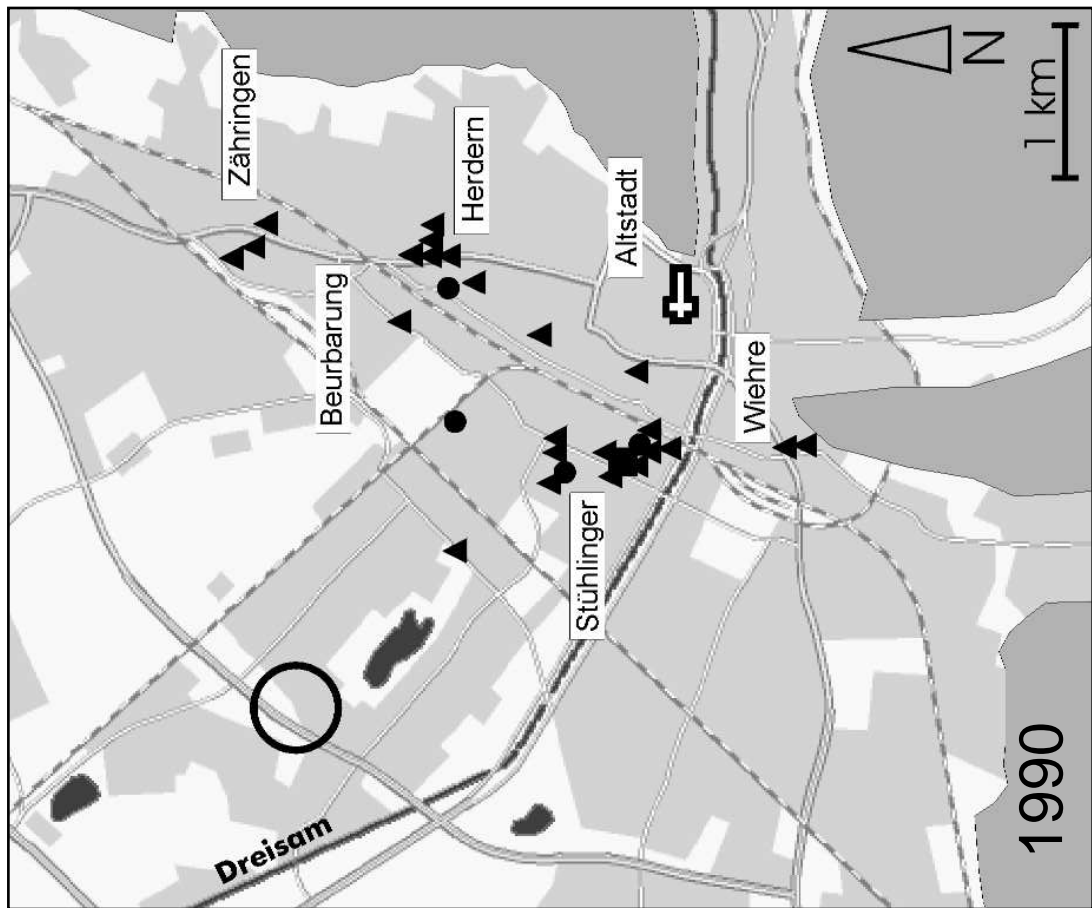 Zähringen
Herdern
Beurbarung
Altstadt
Stühlinger
Wiehre
Dreisam
N
1 km
1990